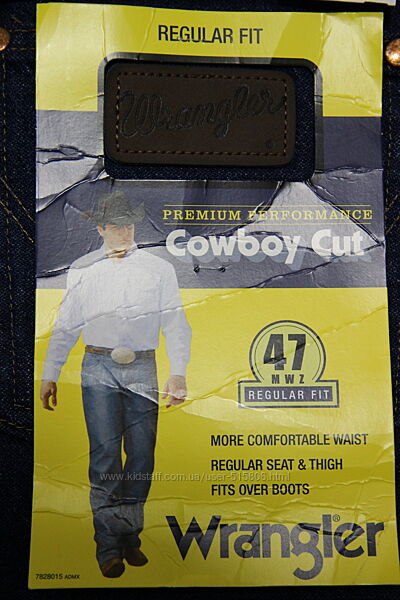 REGULAR FIT
Wrangler
®
PREMIUM PERFORMANCE
Cowboy Cut
47
MWZ
REGULAR FIT
MORE COMFORTABLE WAIST
REGULAR SEAT & THIGH
FITS OVER BOOTS
Wrangler
®
7828015 ADMX